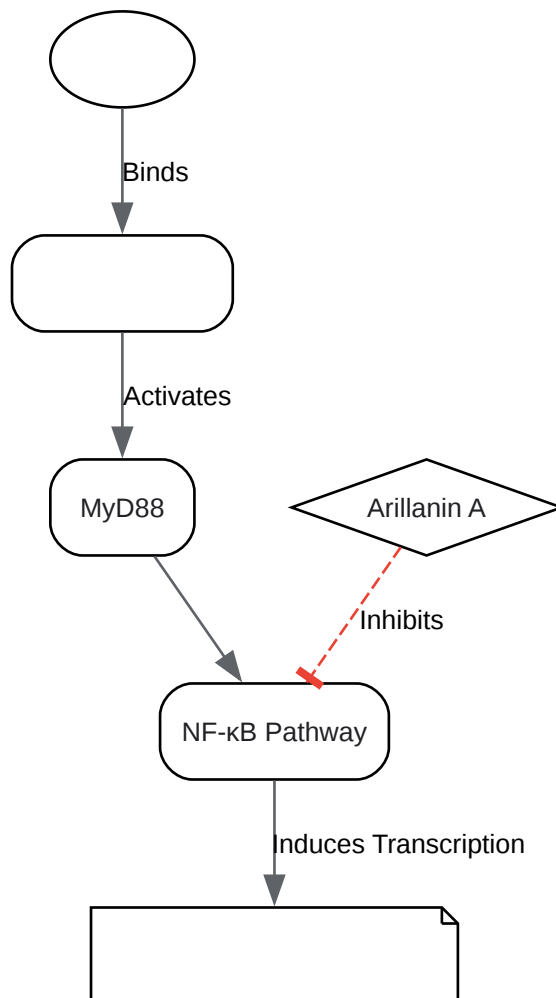 Binds
Activates
MyD88
Arillanin A
Inhibits
NF-κB Pathway
Induces Transcription